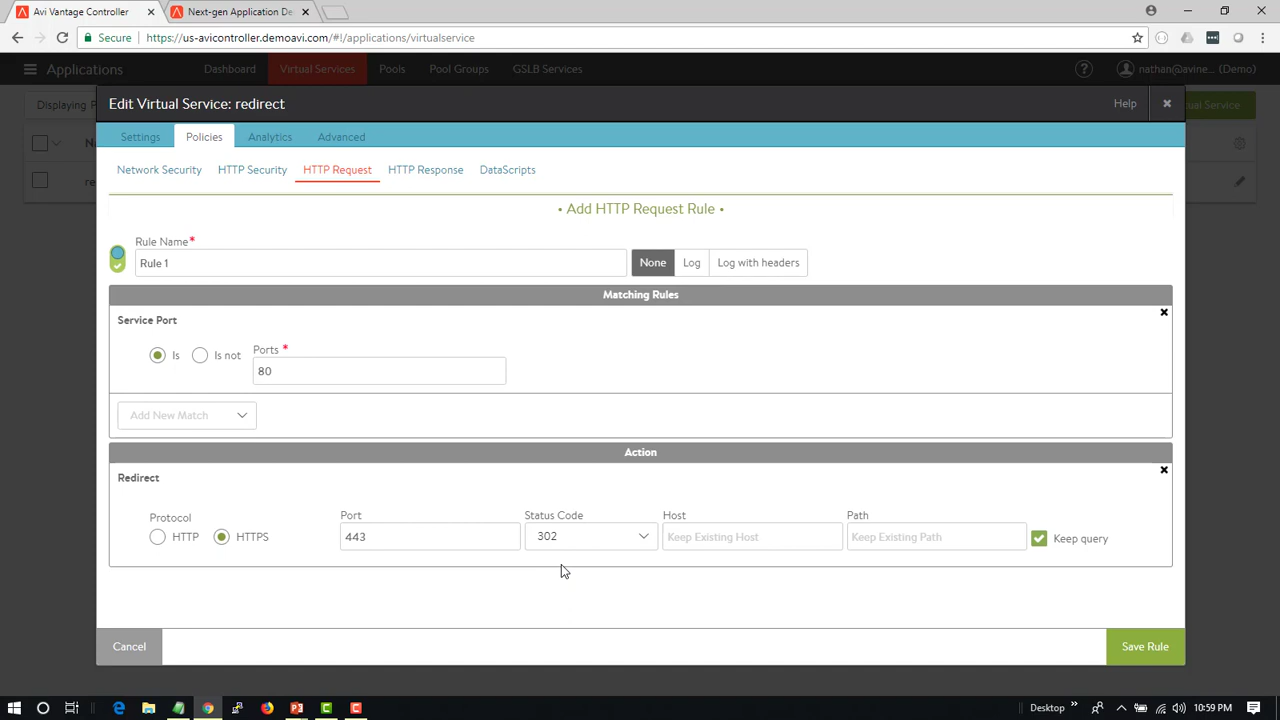 Avi Vantage Controller
Next-gen Application De
Secure https://us-avicontroller.demoavi.com/#!/applications/virtualservice
Applications Dashboard Virtual Services Pools Pool Groups GSLB Services nathan@avine... (Demo)
Displaying
Edit Virtual Service: redirect
Help
ual Service
Settings Policies Analytics Advanced
Network Security HTTP Security HTTP Request HTTP Response DataScripts
re
• Add HTTP Request Rule •
Rule Name*
Rule 1
None Log Log with headers
Matching Rules
Service Port
Is Is not Ports *
80
Add New Match
Action
Redirect
Protocol Port Status Code Host Path
HTTP HTTPS 443 302 Keep Existing Host Keep Existing Path Keep query
Cancel
Save Rule
Desktop 10:59 PM